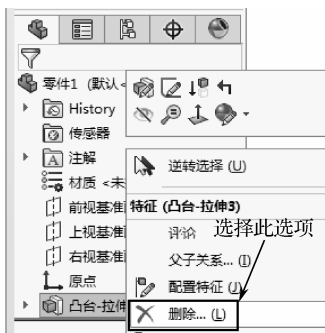 零件1 (默认<
History
传感器
注解
材质 <未
前视基准
上视基准
右视基准
原点
凸台-拉伸
逆转选择 (U)
特征 (凸台-拉伸3)
评论
选择此选项
父子关系... (I)
配置特征 (J)
删除... (L)